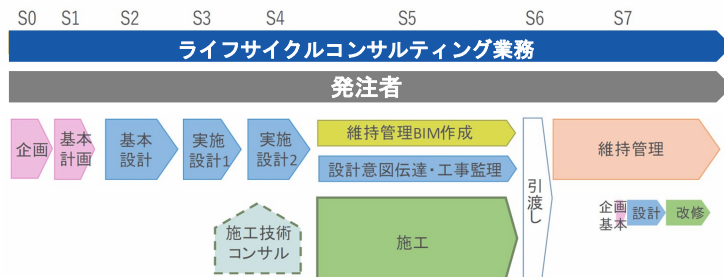 S0 S1 S2 S3 S4 S5 S6 S7
ライフサイクルコンサルティング業務
発注者
企画
基本
計画
基本
設計
実施
設計1
実施
設計2
維持管理BIM作成
設計意図伝達・工事監理
引渡し
維持管理
施工技術
コンサル
施工
企画
基本
設計
改修